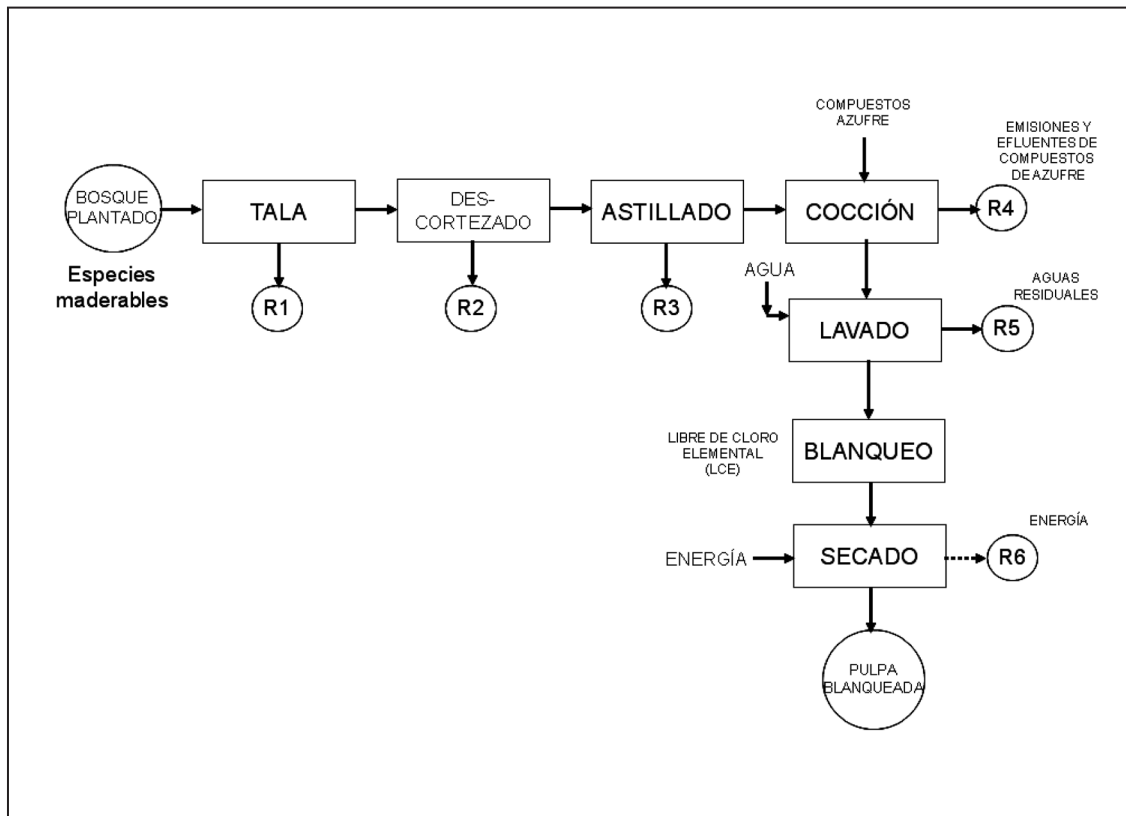 BOSQUE
PLANTADO
Especies
maderables
TALA
R1
DES-
CORTEZADO
R2
ASTILLADO
R3
COMPUESTOS
AZUFRE
COCCIÓN
EMISIONES Y
EFLUENTES DE
COMPUESTOS
DE AZUFRE
R4
AGUA
LAVADO
AGUAS
RESIDUALES
R5
LIBRE DE CLORO
ELEMENTAL
(LCE)
BLANQUEO
ENERGÍA
SECADO
ENERGÍA
R6
PULPA
BLANQUEADA